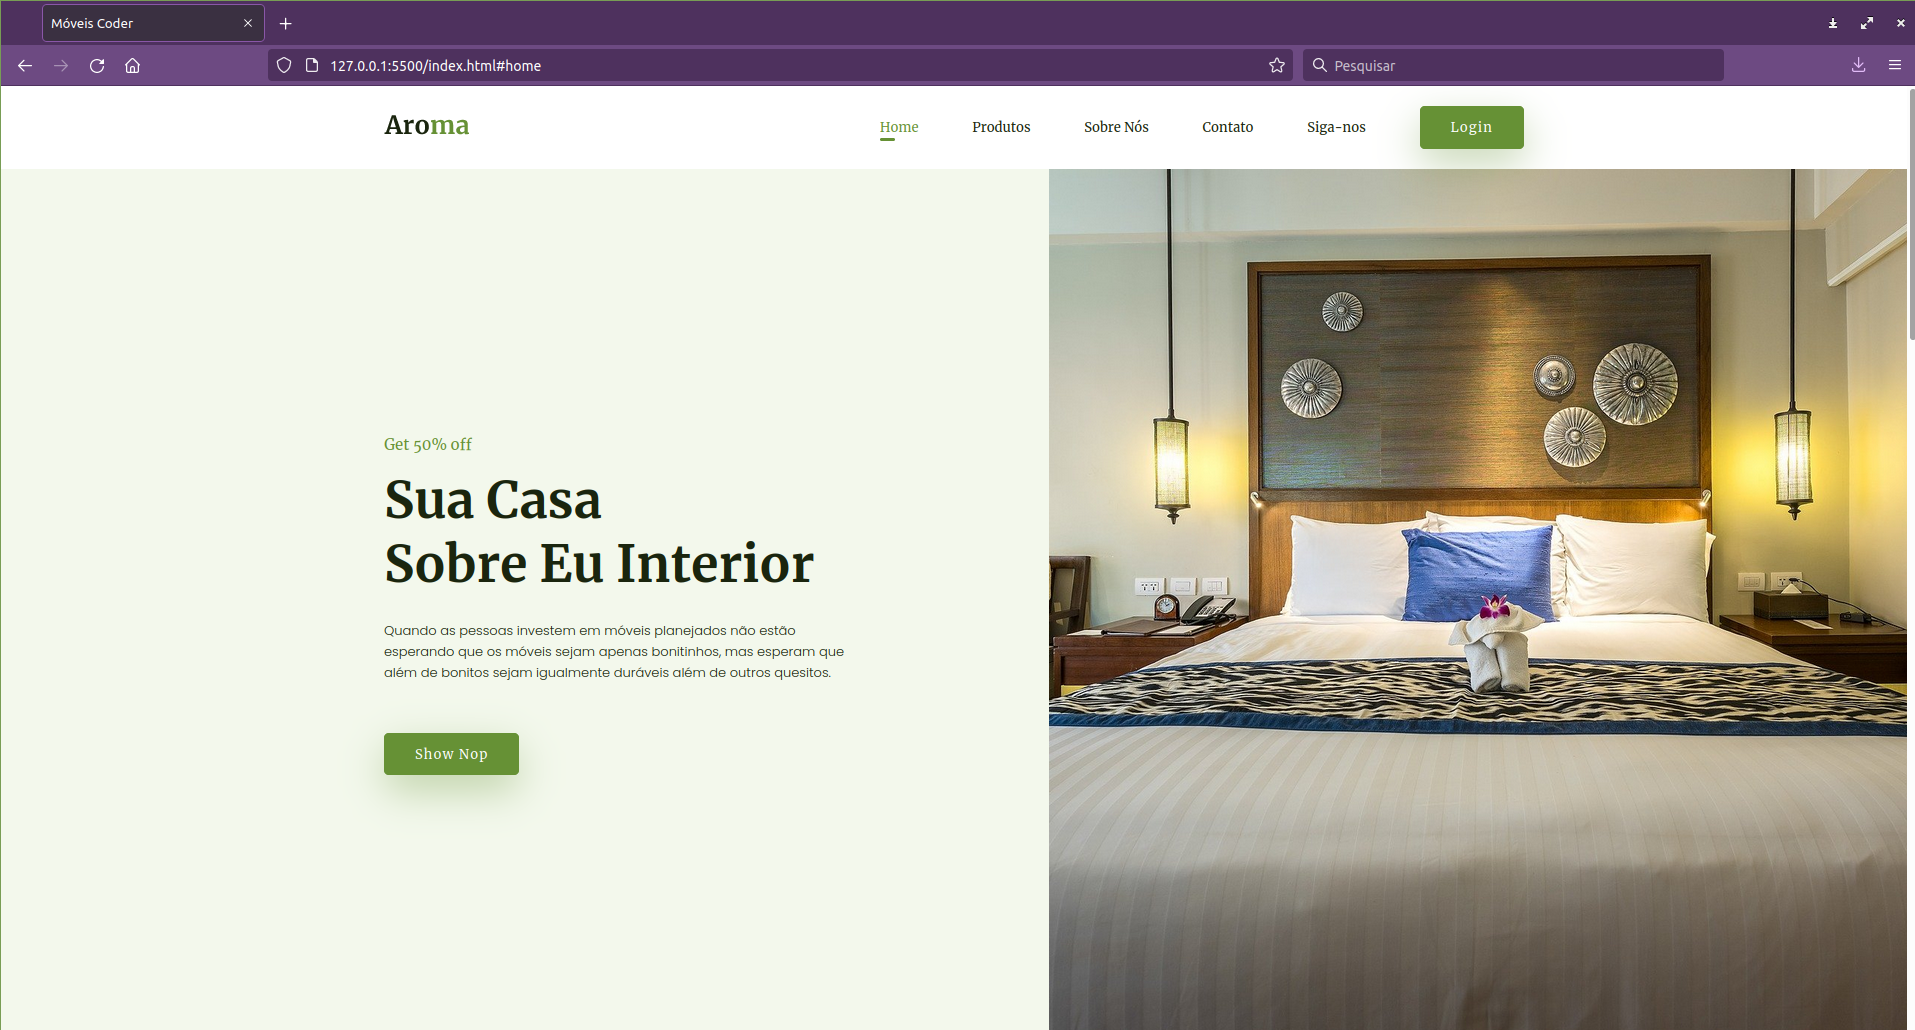 Móveis Coder
127.0.0.1:5500/index.html#home
Pesquisar
Aroma
Home
Produtos
Sobre Nós
Contato
Siga-nos
Login
Get 50% off
Sua Casa
Sobre Eu Interior
Quando as pessoas investem em móveis planejados não estão
esperando que os móveis sejam apenas bonitinhos, mas esperam que
além de bonitos sejam igualmente duráveis além de outros quesitos.
Show Nop